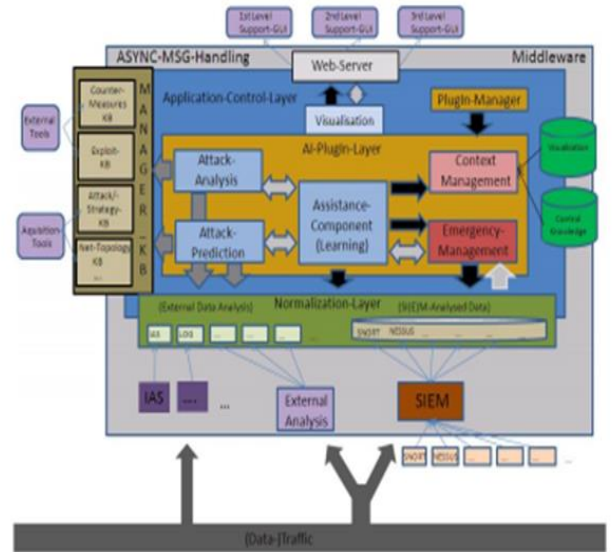 1st Level
Support-GUI
2nd Level
Support-GUI
3rd Level
Support-GUI
ASYNC-MSG-Handling
Middleware
Web-Server
Application-Control-Layer
PlugIn-Manager
Visualisation
AI-PlugIn-Layer
Counter-
Measures
KB
Exploit-
KB
Attack/-
Strategy-
KB
Net-Topology
KB
...
MANAGER_KB
External
Tools
Aquisition-
Tools
Attack-
Analysis
Attack-
Prediction
Assistance-
Component
(Learning)
Context
Management
Emergency-
Management
Visualisation
Control
Knowledge
Normalization-Layer
(External Data Analysis)
(SI(E)M-Analysed Data)
IAS
LOG
...
...
...
...
SNORT
NESSUS
...
...
...
...
IAS
....
...
External
Analysis
SIEM
SNORT
NESSUS
...
...
...
...
(Data-)Traffic